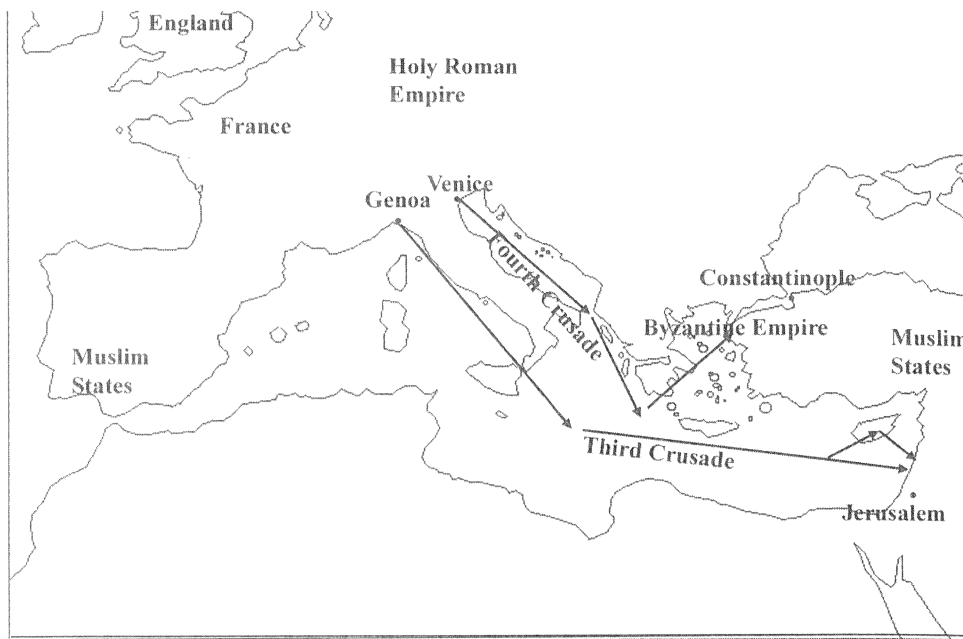 England
Holy Roman
Empire
France
Venice
Genoa
Fourth Crusade
Constantinople
Byzantine Empire
Muslim
States
Muslim
States
Third Crusade
Jerusalem